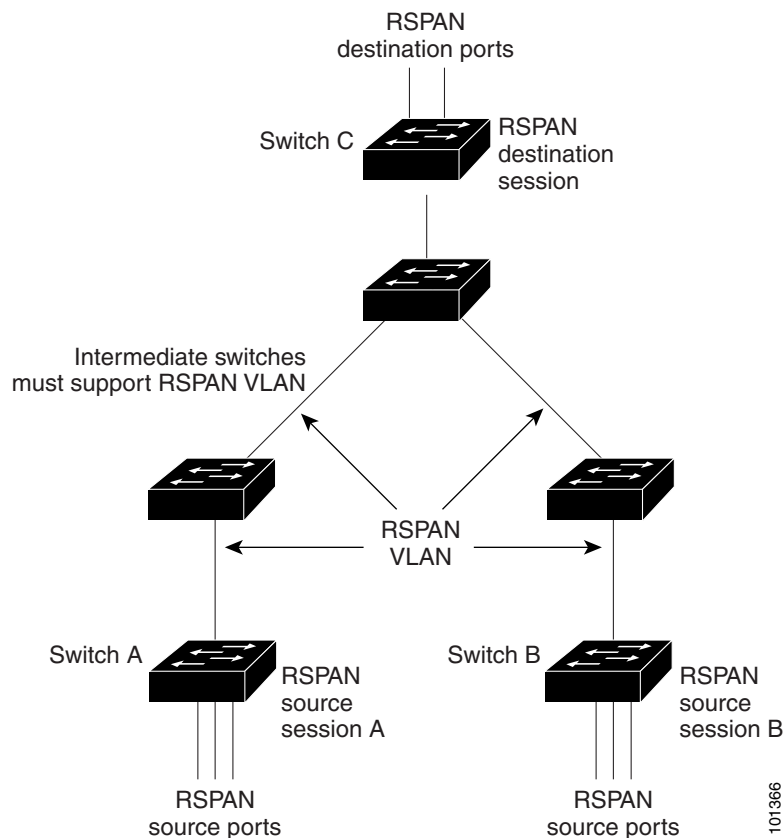 RSPAN
destination ports
Switch C
RSPAN
destination
session
Intermediate switches
must support RSPAN VLAN
RSPAN
VLAN
Switch A
RSPAN
source
session A
Switch B
RSPAN
source
session B
RSPAN
source ports
RSPAN
source ports
101366